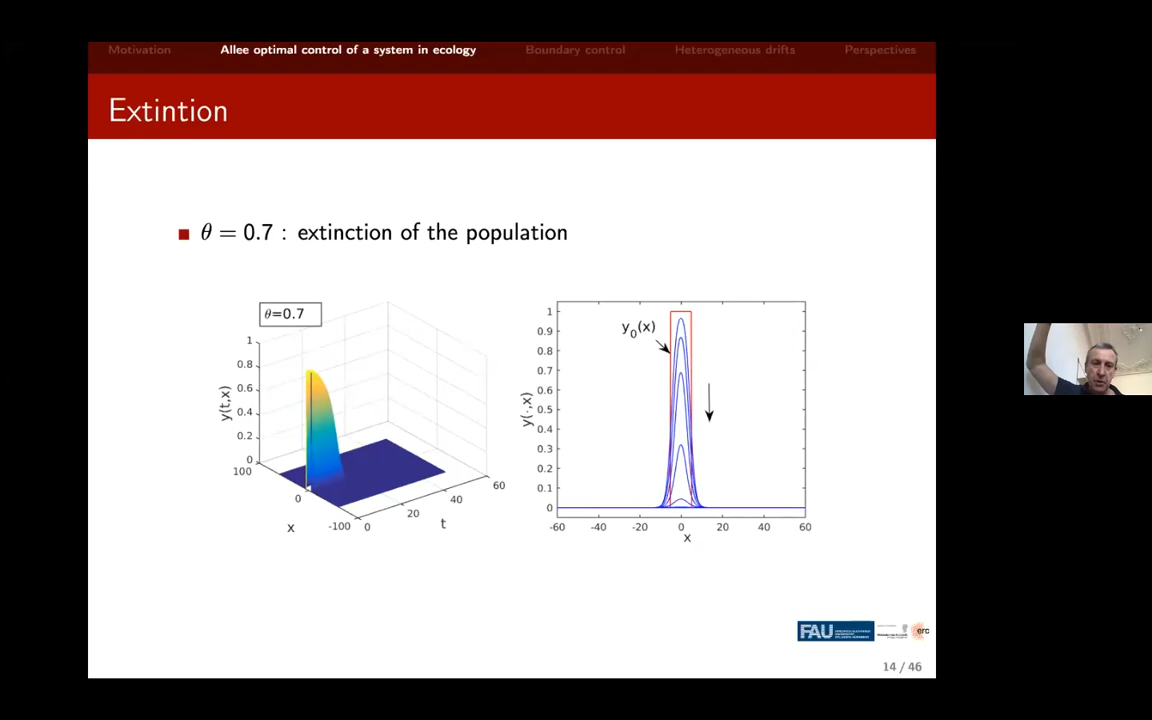 Motivation Allee optimal control of a system in ecology Boundary control Heterogeneous drifts Perspectives
Extintion
θ = 0.7 : extinction of the population
θ=0.7
y(t,x)
1
0.8
0.6
0.4
0.2
0
100
0
-100
x
0
20
40
60
t
y0(x)
y(·,x)
1
0.9
0.8
0.7
0.6
0.5
0.4
0.3
0.2
0.1
0
-60 -40 -20 0 20 40 60
x
FAU
erc
14 / 46